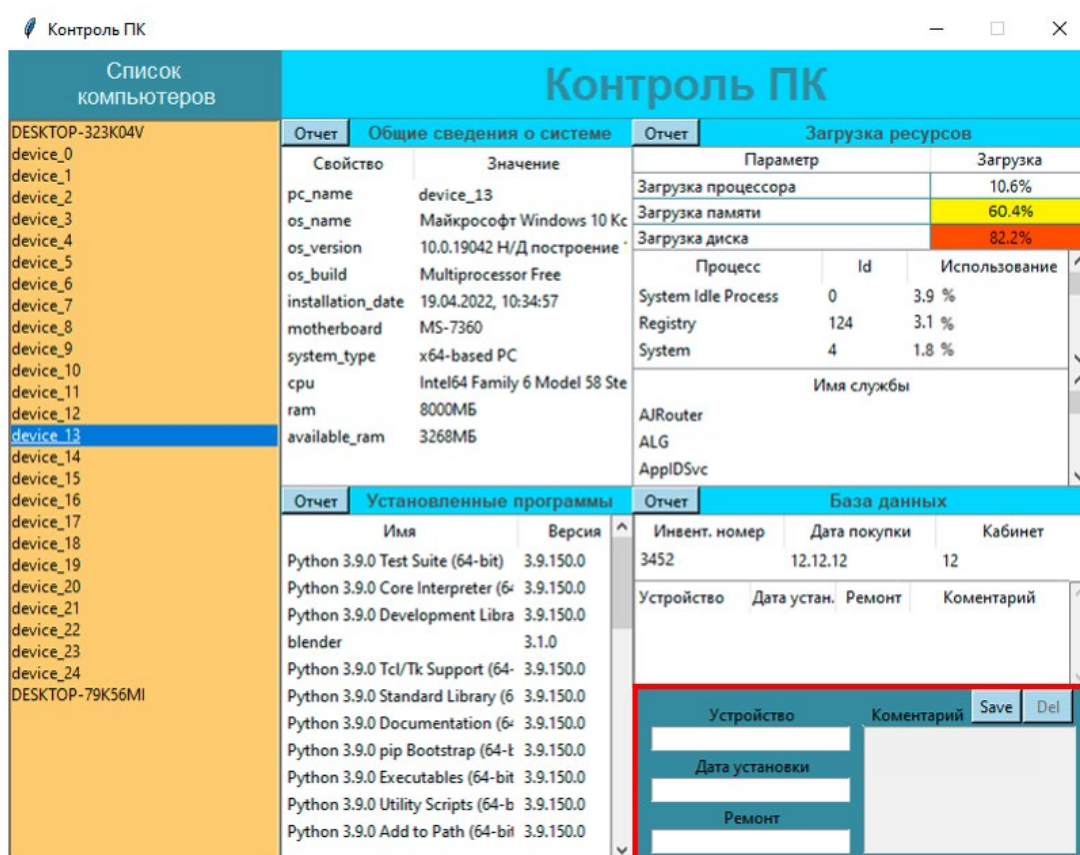 Контроль ПК
Список
компьютеров
Контроль ПК
DESKTOP-323K04V
device_0
device_1
device_2
device_3
device_4
device_5
device_6
device_7
device_8
device_9
device_10
device_11
device_12
device_13
device_14
device_15
device_16
device_17
device_18
device_19
device_20
device_21
device_22
device_23
device_24
DESKTOP-79K56MI
Отчет Общие сведения о системе
Свойство Значение
pc_name device_13
os_name Майкрософт Windows 10 Кс
os_version 10.0.19042 Н/Д построение
os_build Multiprocessor Free
installation_date 19.04.2022, 10:34:57
motherboard MS-7360
system_type x64-based PC
cpu Intel64 Family 6 Model 58 Ste
ram 8000МБ
available_ram 3268МБ
Отчет Загрузка ресурсов
Параметр Загрузка
Загрузка процессора 10.6%
Загрузка памяти 60.4%
Загрузка диска 82.2%
Процесс Id Использование
System Idle Process 0 3.9 %
Registry 124 3.1 %
System 4 1.8 %
Имя службы
AJRouter
ALG
AppIDSvc
Отчет Установленные программы
Имя Версия
Python 3.9.0 Test Suite (64-bit) 3.9.150.0
Python 3.9.0 Core Interpreter (64 3.9.150.0
Python 3.9.0 Development Libra 3.9.150.0
blender 3.1.0
Python 3.9.0 Tcl/Tk Support (64- 3.9.150.0
Python 3.9.0 Standard Library (6 3.9.150.0
Python 3.9.0 Documentation (64 3.9.150.0
Python 3.9.0 pip Bootstrap (64-b 3.9.150.0
Python 3.9.0 Executables (64-bit 3.9.150.0
Python 3.9.0 Utility Scripts (64-b 3.9.150.0
Python 3.9.0 Add to Path (64-bit 3.9.150.0
Отчет База данных
Инвент. номер Дата покупки Кабинет
3452 12.12.12 12
Устройство Дата устан. Ремонт Коментарий
Устройство Коментарий Save Del
Дата установки
Ремонт